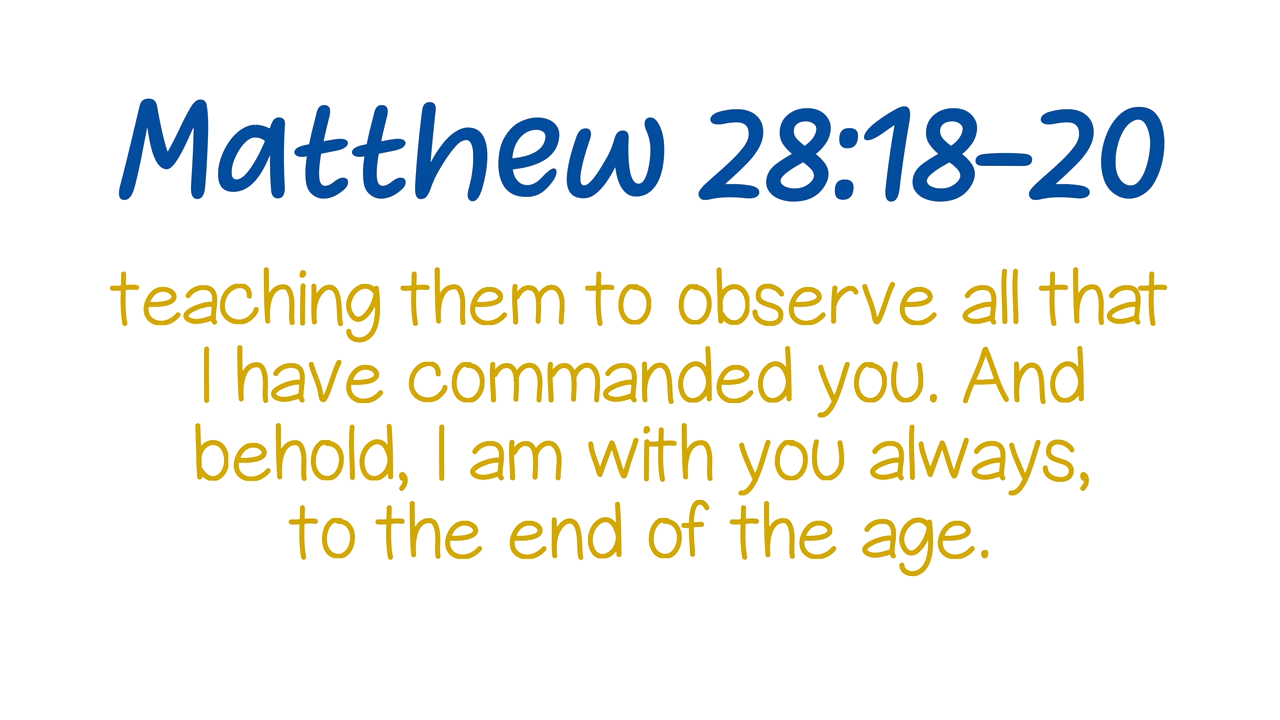 Matthew 28:18-20
teaching them to observe all that
I have commanded you. And
behold, I am with you always,
to the end of the age.